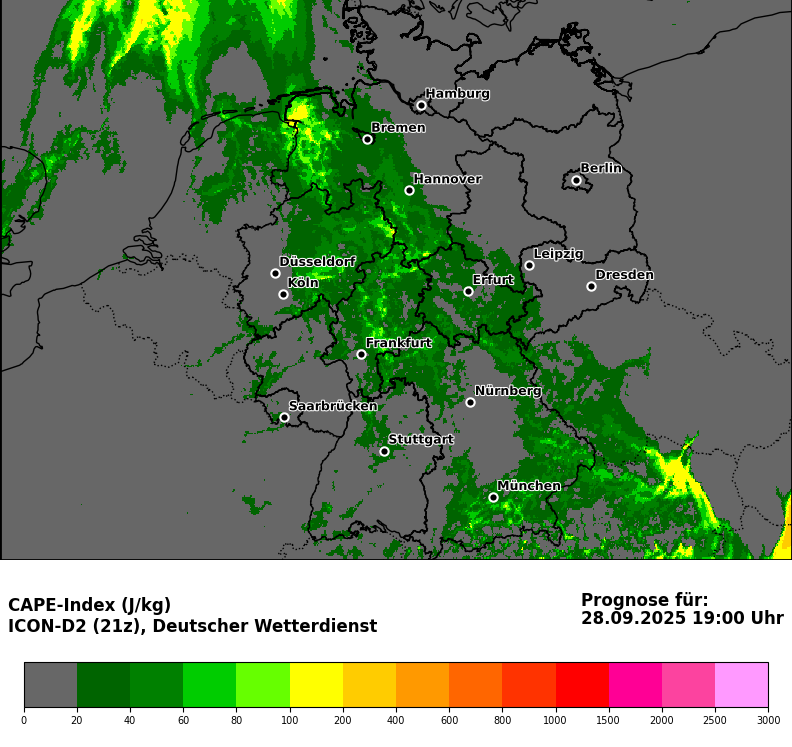 Hamburg
Bremen
Berlin
Hannover
Leipzig
Düsseldorf
Dresden
Erfurt
Köln
Frankfurt
Nürnberg
Saarbrücken
Stuttgart
München
CAPE-Index (J/kg)
ICON-D2 (21z), Deutscher Wetterdienst
Prognose für:
28.09.2025 19:00 Uhr
0 20 40 60 80 100 200 400 600 800 1000 1500 2000 2500 3000